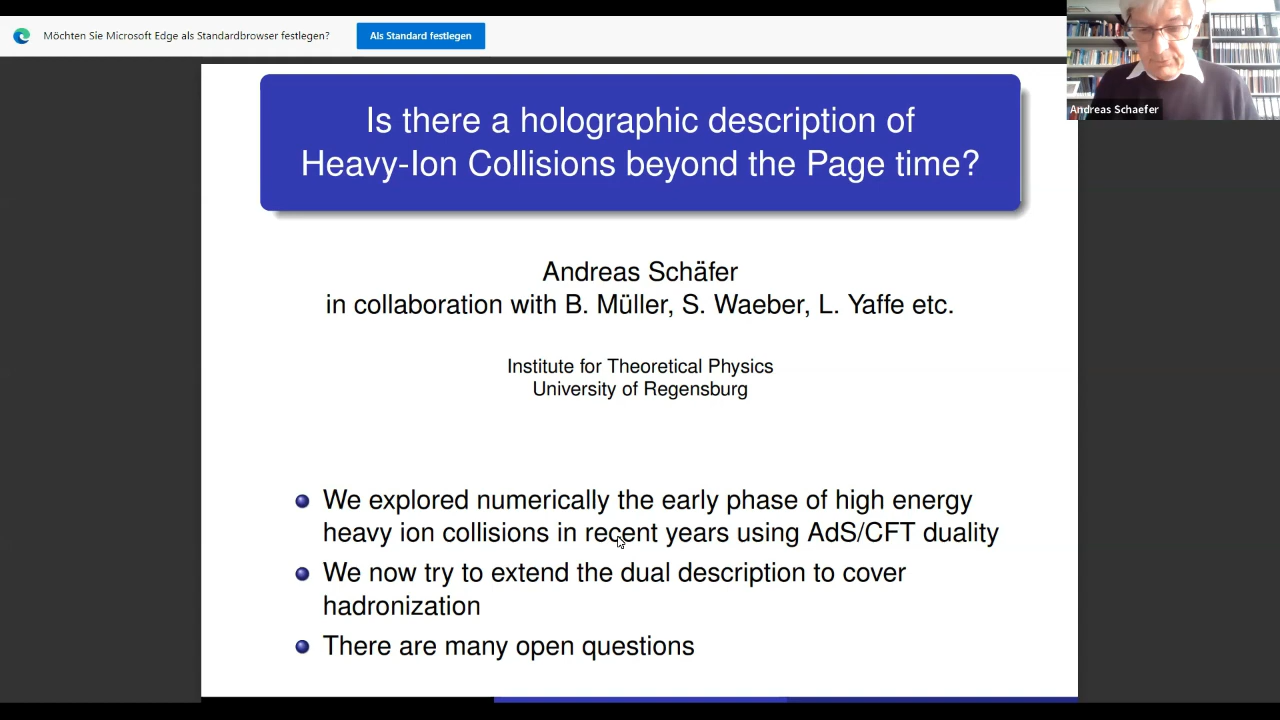 Möchten Sie Microsoft Edge als Standardbrowser festlegen?
Als Standard festlegen
Andreas Schaefer
Is there a holographic description of
Heavy-Ion Collisions beyond the Page time?
Andreas Schäfer
in collaboration with B. Müller, S. Waeber, L. Yaffe etc.
Institute for Theoretical Physics
University of Regensburg
We explored numerically the early phase of high energy
heavy ion collisions in recent years using AdS/CFT duality
We now try to extend the dual description to cover
hadronization
There are many open questions